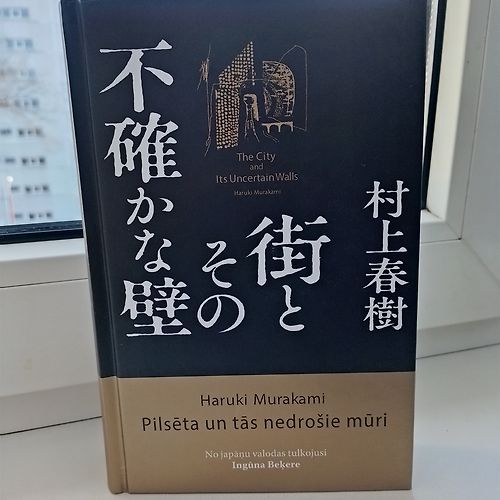 The City
and
Its Uncertain Walls
Haruki Murakami
街と
その
不確かな壁
村上春樹
Haruki Murakami
Pilsēta un tās nedrošie mūri
No japāņu valodas tulkojusi
Ingūna Beķere